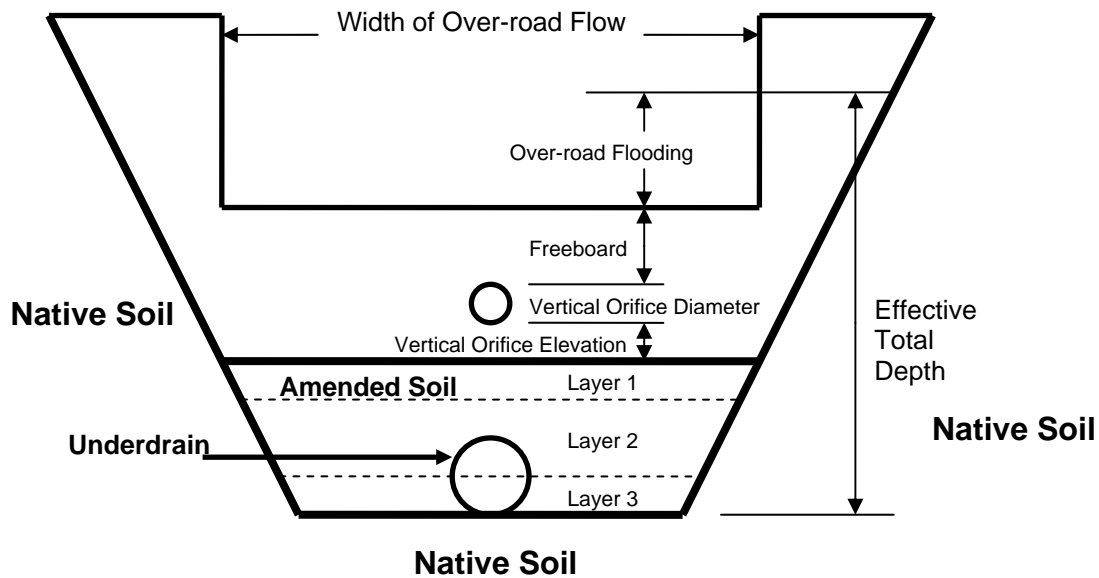 Width of Over-road Flow
Over-road Flooding
Freeboard
Native Soil
Vertical Orifice Diameter
Effective
Total
Depth
Vertical Orifice Elevation
Amended Soil
Layer 1
Native Soil
Underdrain
Layer 2
Layer 3
Native Soil